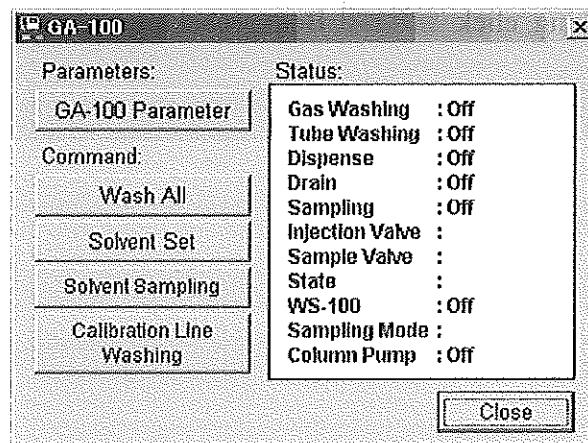 GA-100
Parameters:
GA-100 Parameter
Command:
Wash All
Solvent Set
Solvent Sampling
Calibration Line
Washing
Status:
Gas Washing : Off
Tube Washing : Off
Dispense : Off
Drain : Off
Sampling : Off
Injection Valve :
Sample Valve :
State :
WS-100 : Off
Sampling Mode :
Column Pump : Off
Close